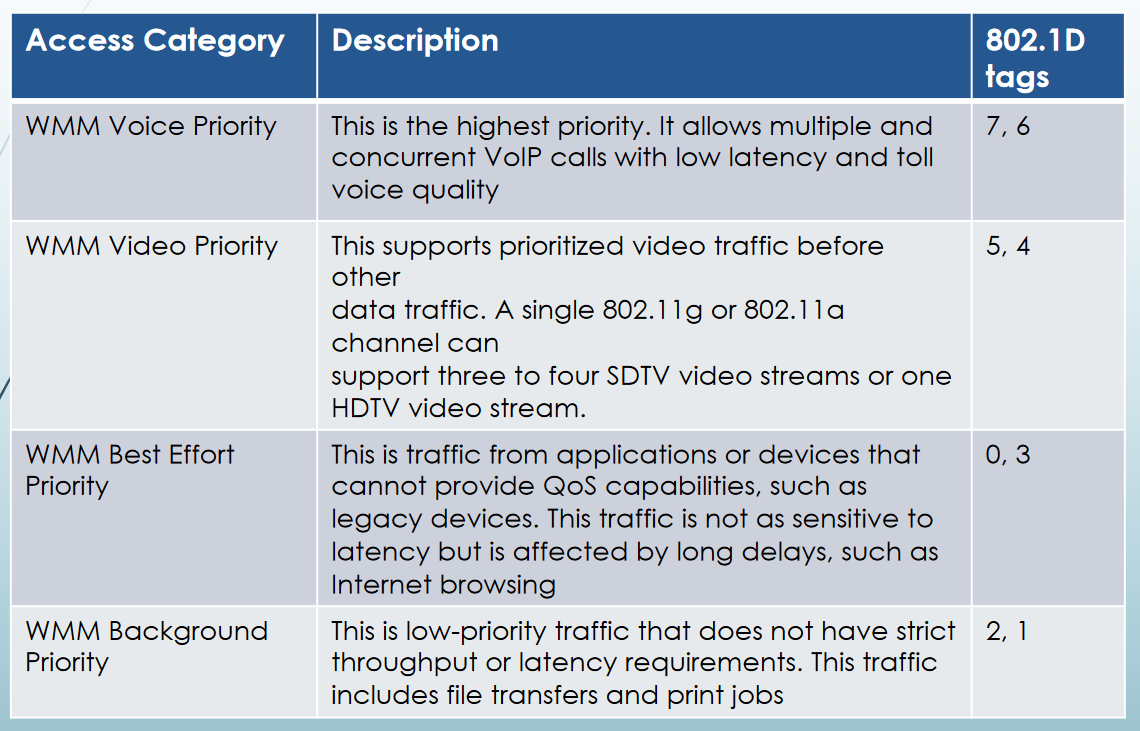 Access Category
Description
802.1D
tags
WMM Voice Priority
This is the highest priority. It allows multiple and
concurrent VoIP calls with low latency and toll
voice quality
7, 6
WMM Video Priority
This supports prioritized video traffic before
other
data traffic. A single 802.11g or 802.11a
channel can
support three to four SDTV video streams or one
HDTV video stream.
5, 4
WMM Best Effort
Priority
This is traffic from applications or devices that
cannot provide QoS capabilities, such as
legacy devices. This traffic is not as sensitive to
latency but is affected by long delays, such as
Internet browsing
0, 3
WMM Background
Priority
This is low-priority traffic that does not have strict
throughput or latency requirements. This traffic
includes file transfers and print jobs
2, 1